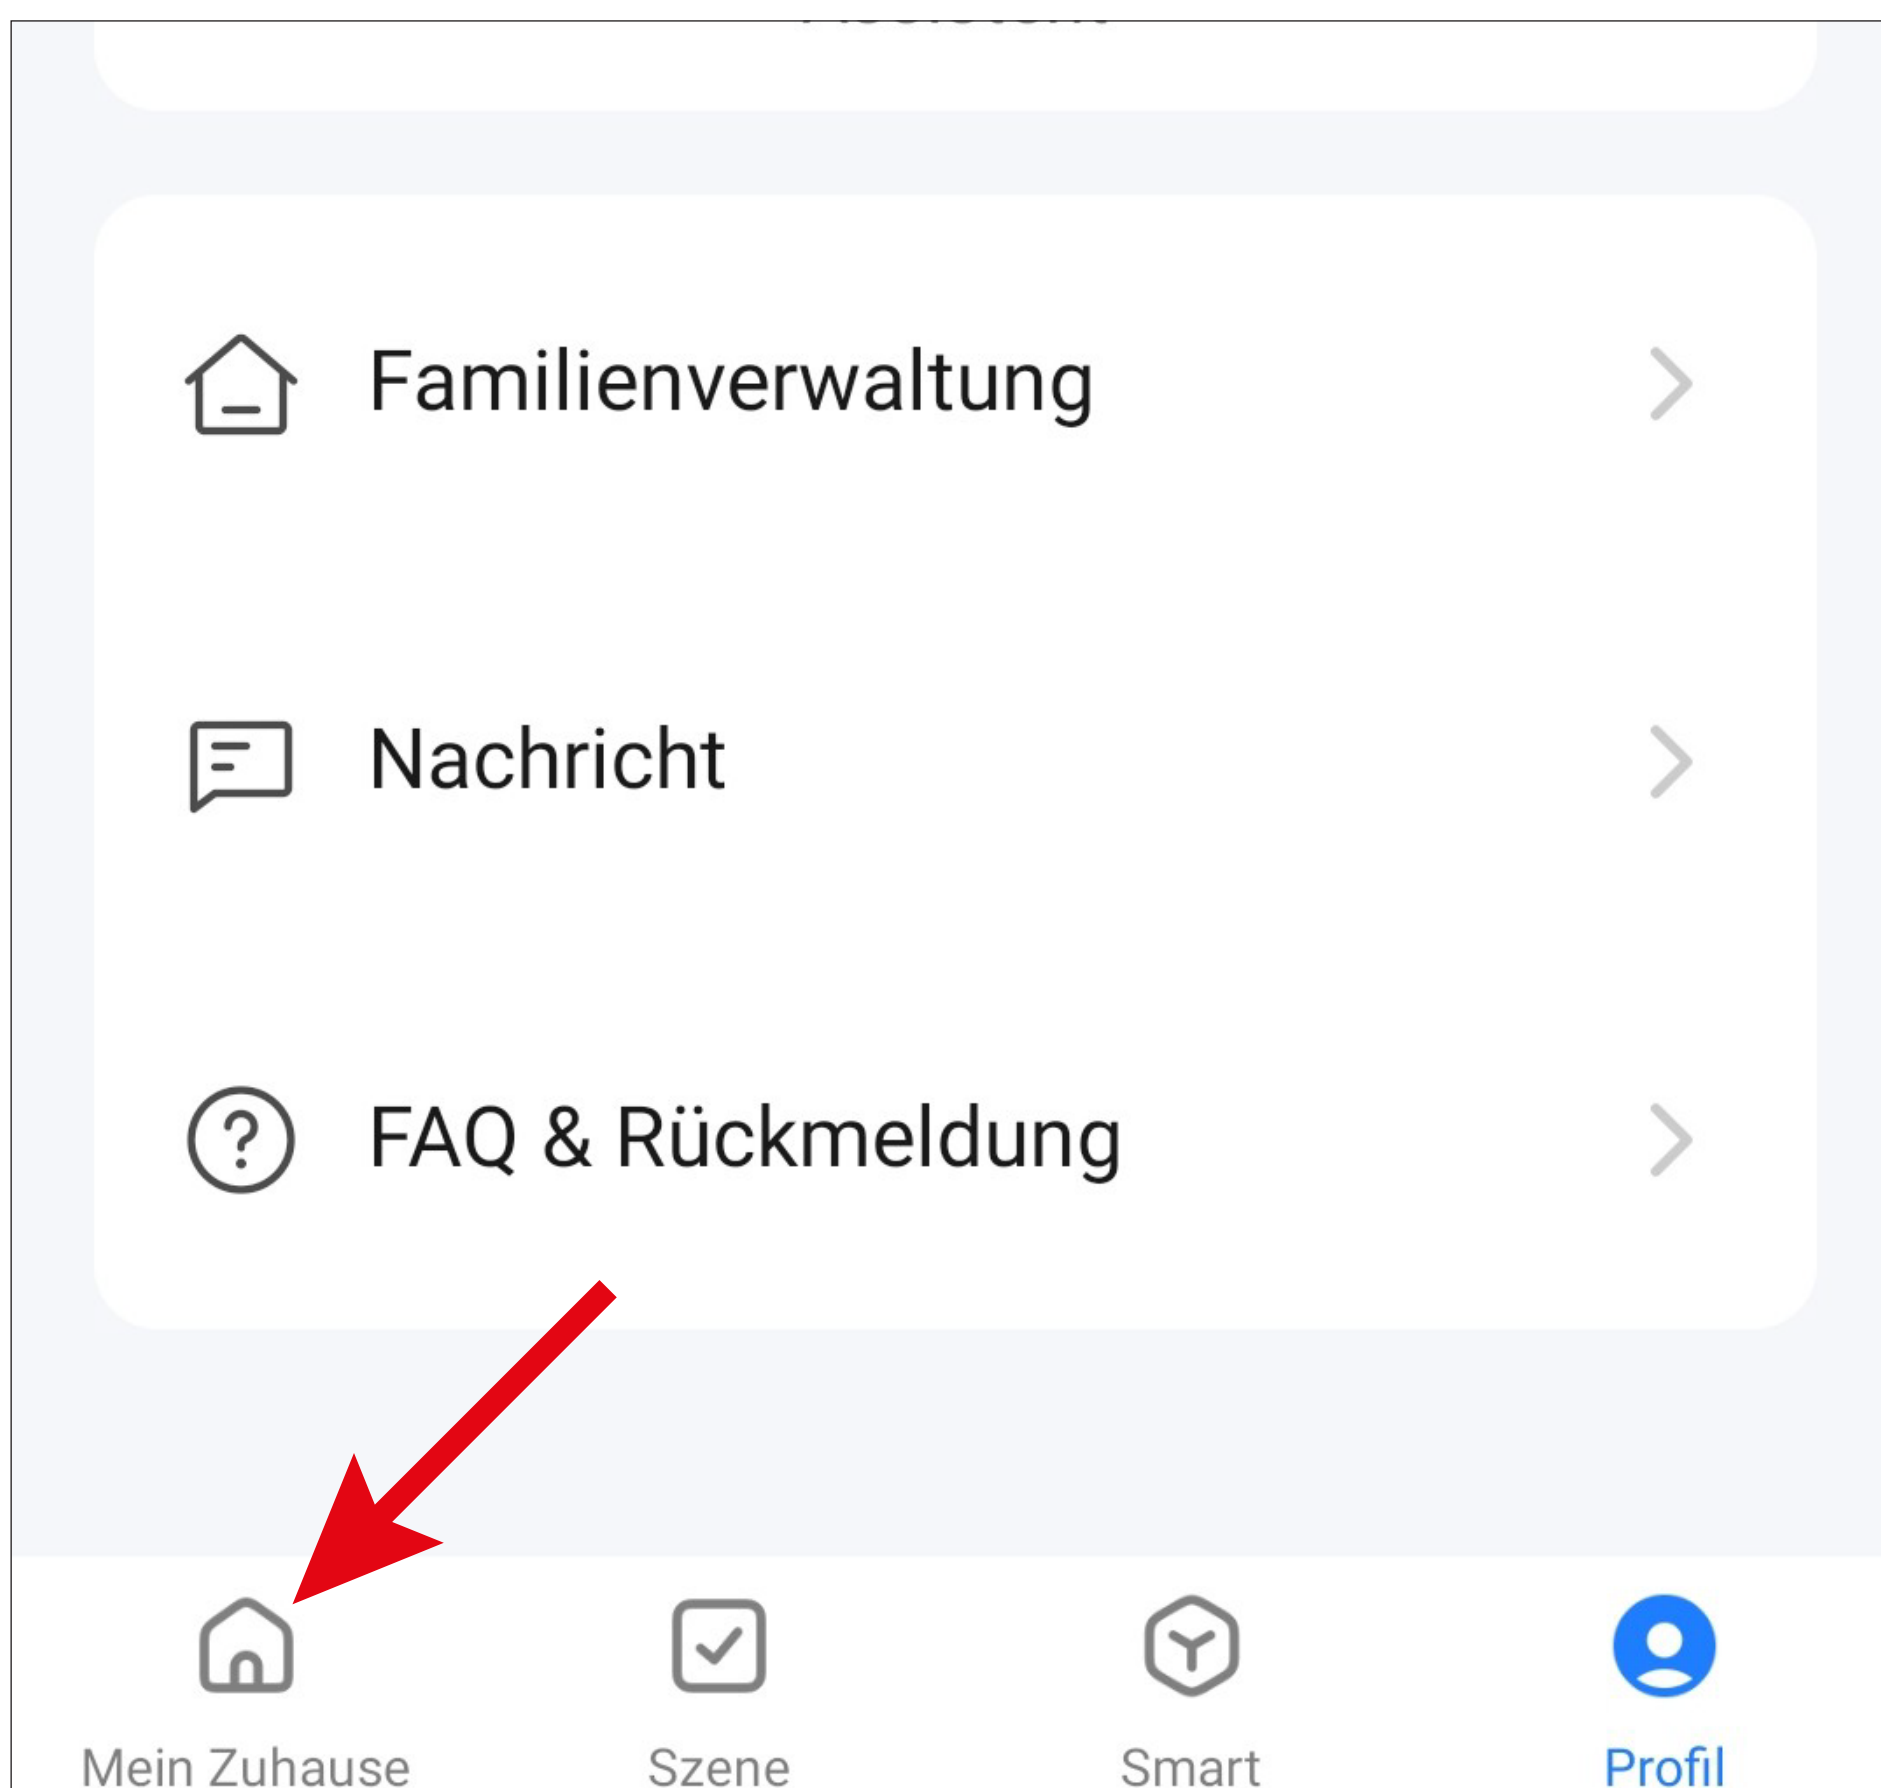 Familienverwaltung
Nachricht
FAQ & Rückmeldung
Mein Zuhause
Szene
Smart
Profil